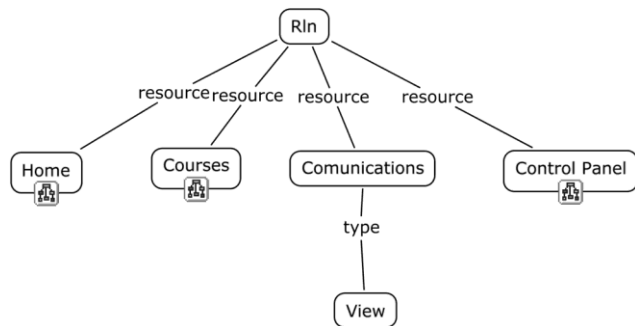 Rln
resource resource resource resource
Home Courses Comunications Control Panel
type
View